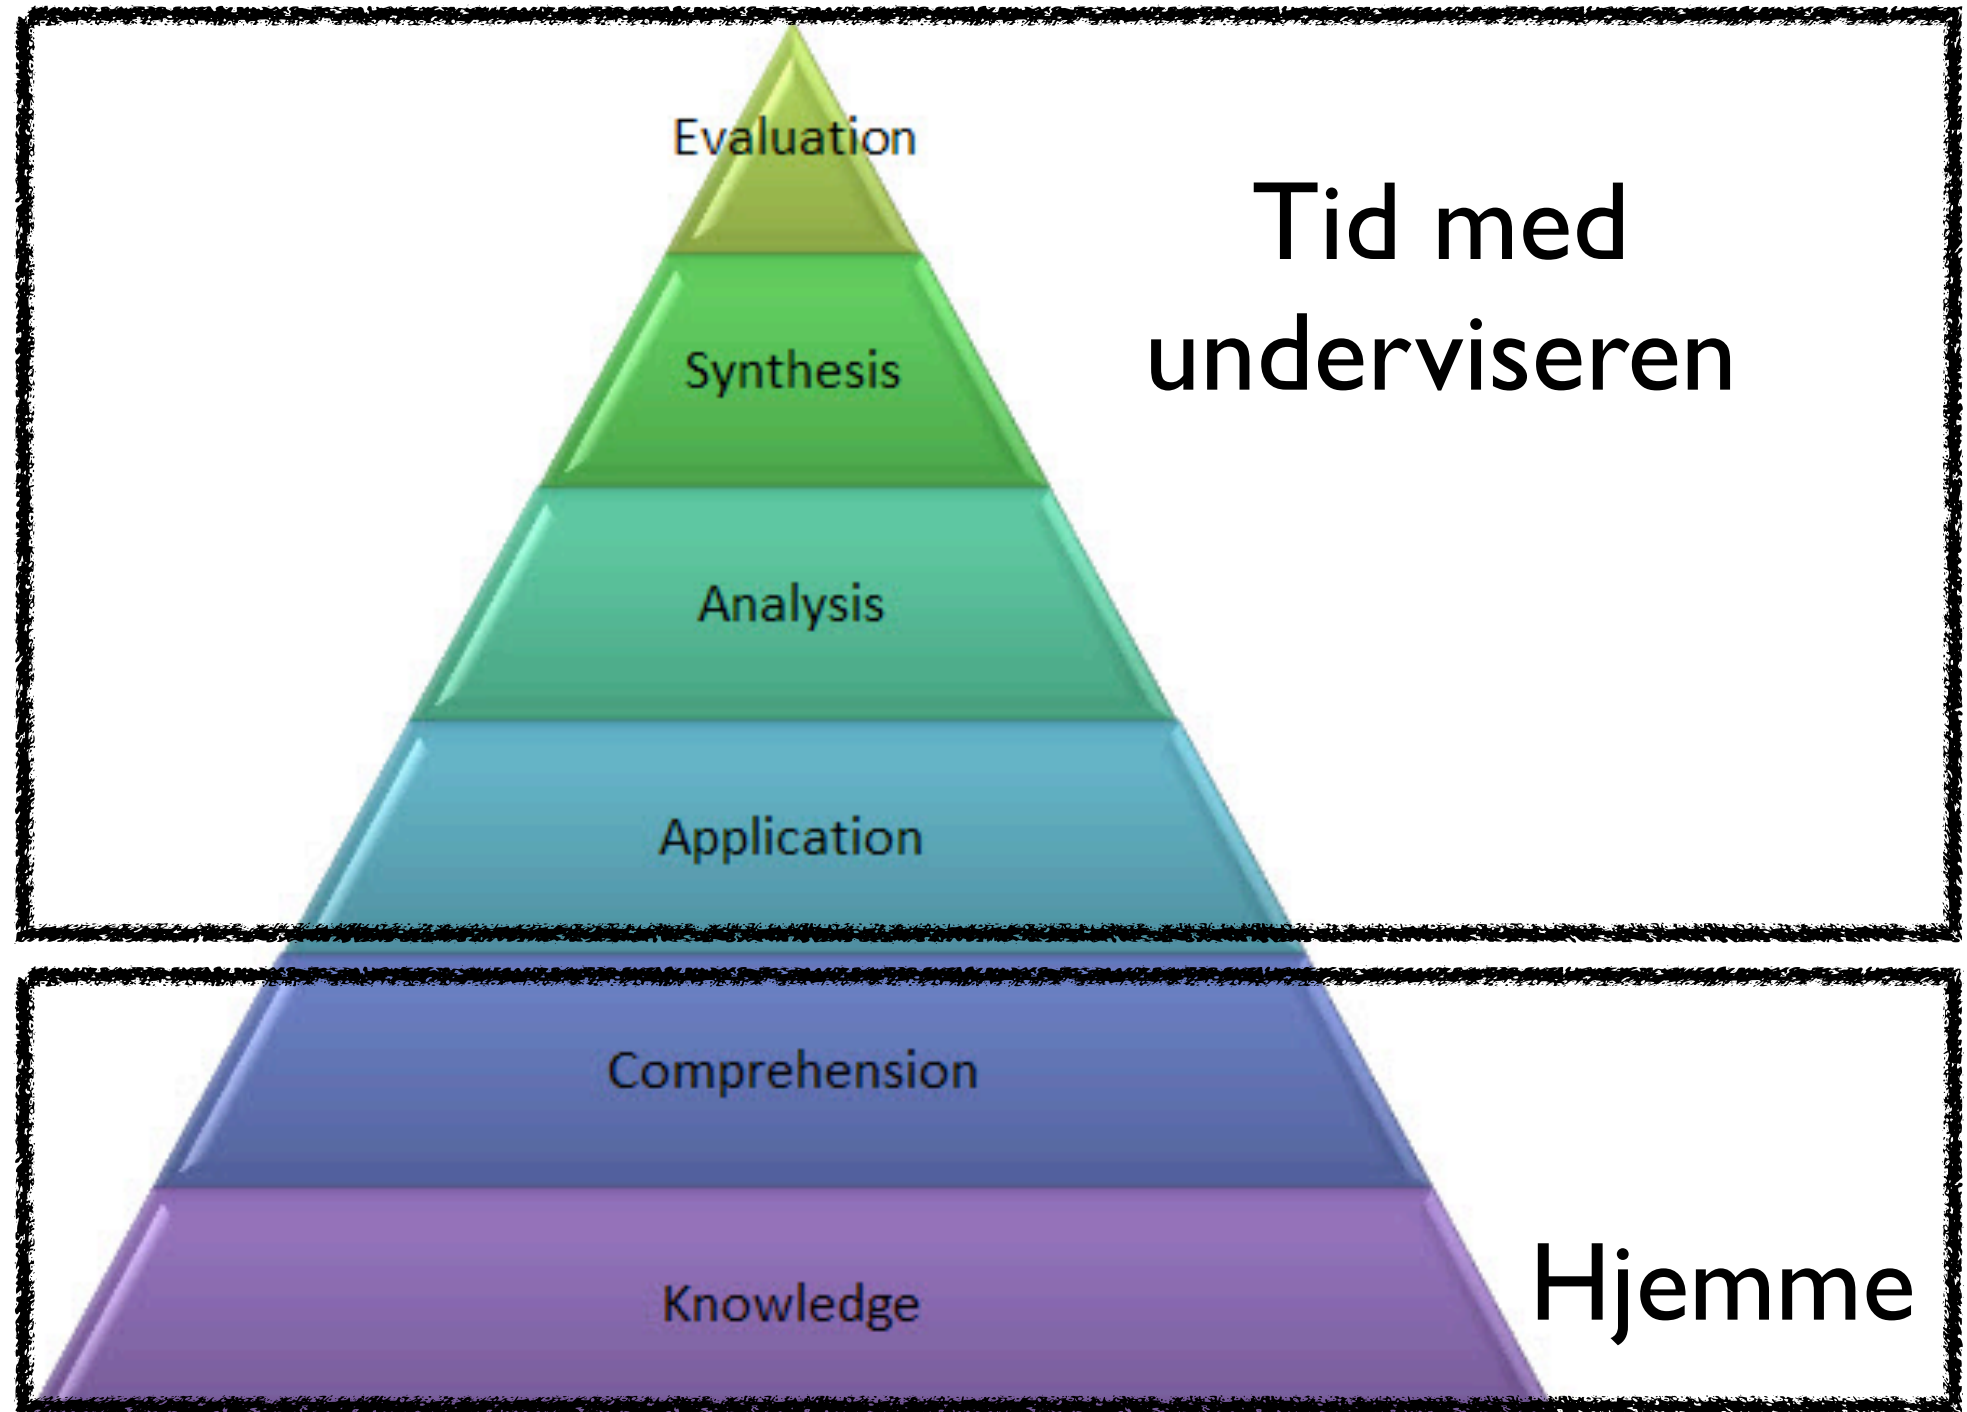 Evaluation
Tid med
underviseren
Synthesis
Analysis
Application
Comprehension
Knowledge
Hjemme